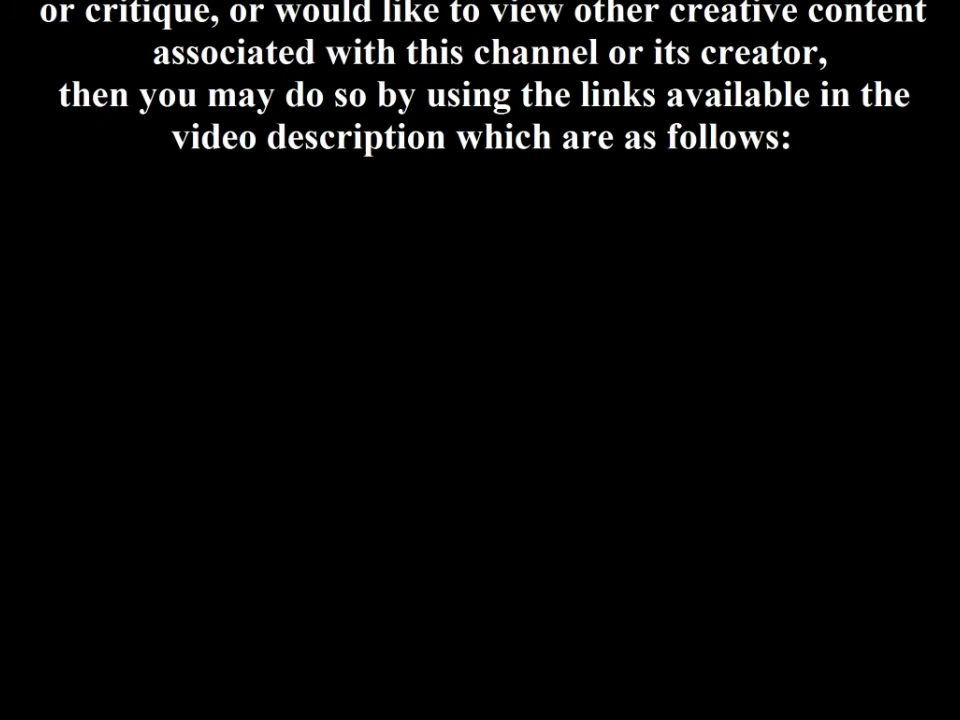 or critique, or would like to view other creative content
associated with this channel or its creator,
then you may do so by using the links available in the
video description which are as follows: